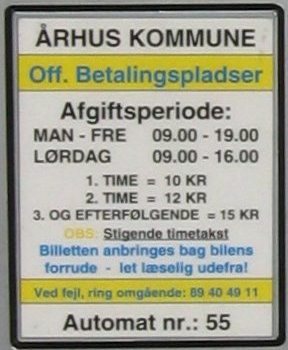 ÅRHUS KOMMUNE
Off. Betalingspladser
Afgiftsperiode:
MAN - FRE 09.00 - 19.00
LØRDAG 09.00 - 16.00
1. TIME = 10 KR
2. TIME = 12 KR
3. OG EFTERFØLGENDE = 15 KR
OBS: Stigende timetakst
Billetten anbringes bag bilens
forrude - let læselig udefra!
Ved fejl, ring omgående: 89 40 49 11
Automat nr.: 55